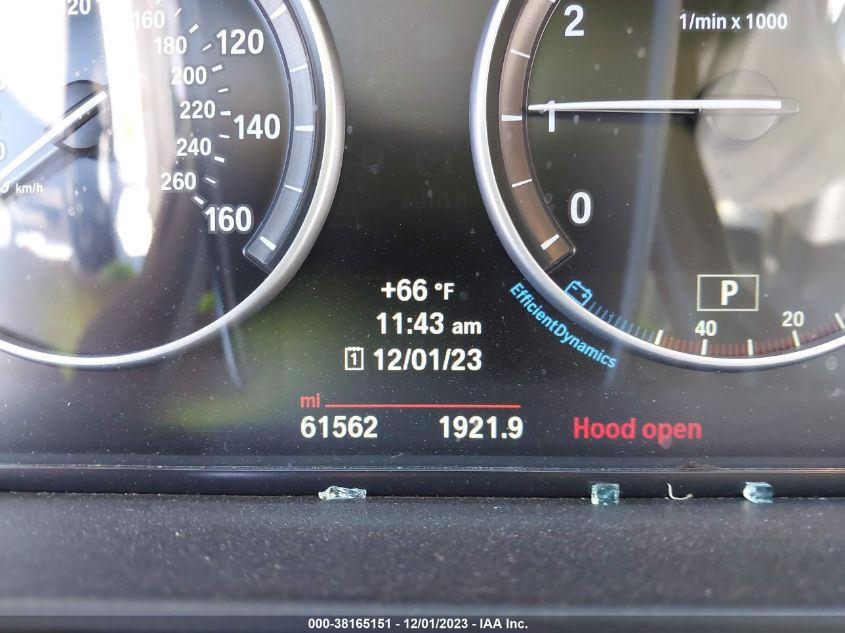 20
160
120
180
200
220
140
240
260
km/h
160
2
1/min x 1000
1
0
P
+66 °F
11:43 am
1 12/01/23
EfficientDynamics
40
20
mi
61562 1921.9
Hood open
000-38165151 - 12/01/2023 - IAA Inc.